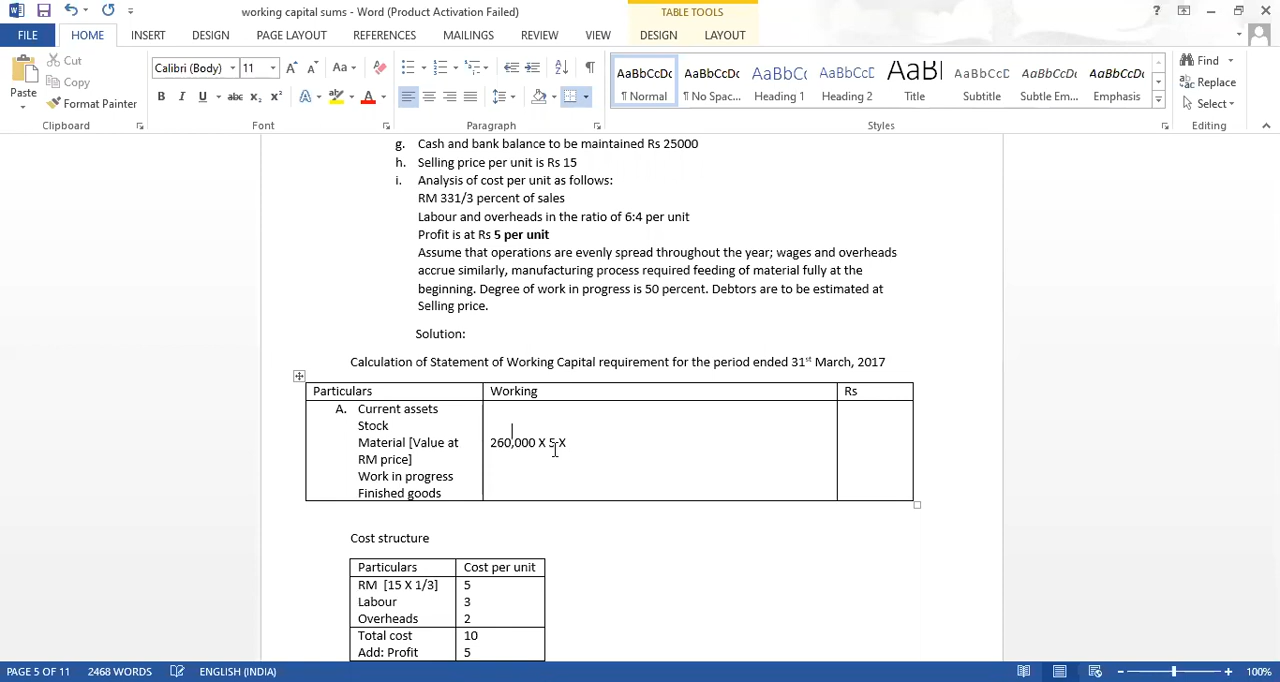 working capital sums - Word (Product Activation Failed)
TABLE TOOLS
FILE
HOME
INSERT
DESIGN
PAGE LAYOUT
REFERENCES
MAILINGS
REVIEW
VIEW
DESIGN
LAYOUT
Paste
Cut
Copy
Format Painter
Clipboard
Calibri (Body)
11
Font
Paragraph
AaBbCcDc
¶ Normal
AaBbCcDc
¶ No Spac...
AaBbC(
Heading 1
AaBbCcD
Heading 2
AaBl
Title
AaBbCcD
Subtitle
AaBbCcDc
Subtle Em...
AaBbCcDc
Emphasis
Styles
Find
Replace
Select
Editing
g. Cash and bank balance to be maintained Rs 25000
h. Selling price per unit is Rs 15
i. Analysis of cost per unit as follows:
RM 331/3 percent of sales
Labour and overheads in the ratio of 6:4 per unit
Profit is at Rs 5 per unit
Assume that operations are evenly spread throughout the year; wages and overheads
accrue similarly, manufacturing process required feeding of material fully at the
beginning. Degree of work in progress is 50 percent. Debtors are to be estimated at
Selling price.
Solution:
Calculation of Statement of Working Capital requirement for the period ended 31st March, 2017
Particulars Working Rs
A. Current assets
Stock
Material [Value at 260,000 X 5 X
RM price]
Work in progress
Finished goods
Cost structure
Particulars Cost per unit
RM [15 X 1/3] 5
Labour 3
Overheads 2
Total cost 10
Add: Profit 5
PAGE 5 OF 11
2468 WORDS
ENGLISH (INDIA)
100%